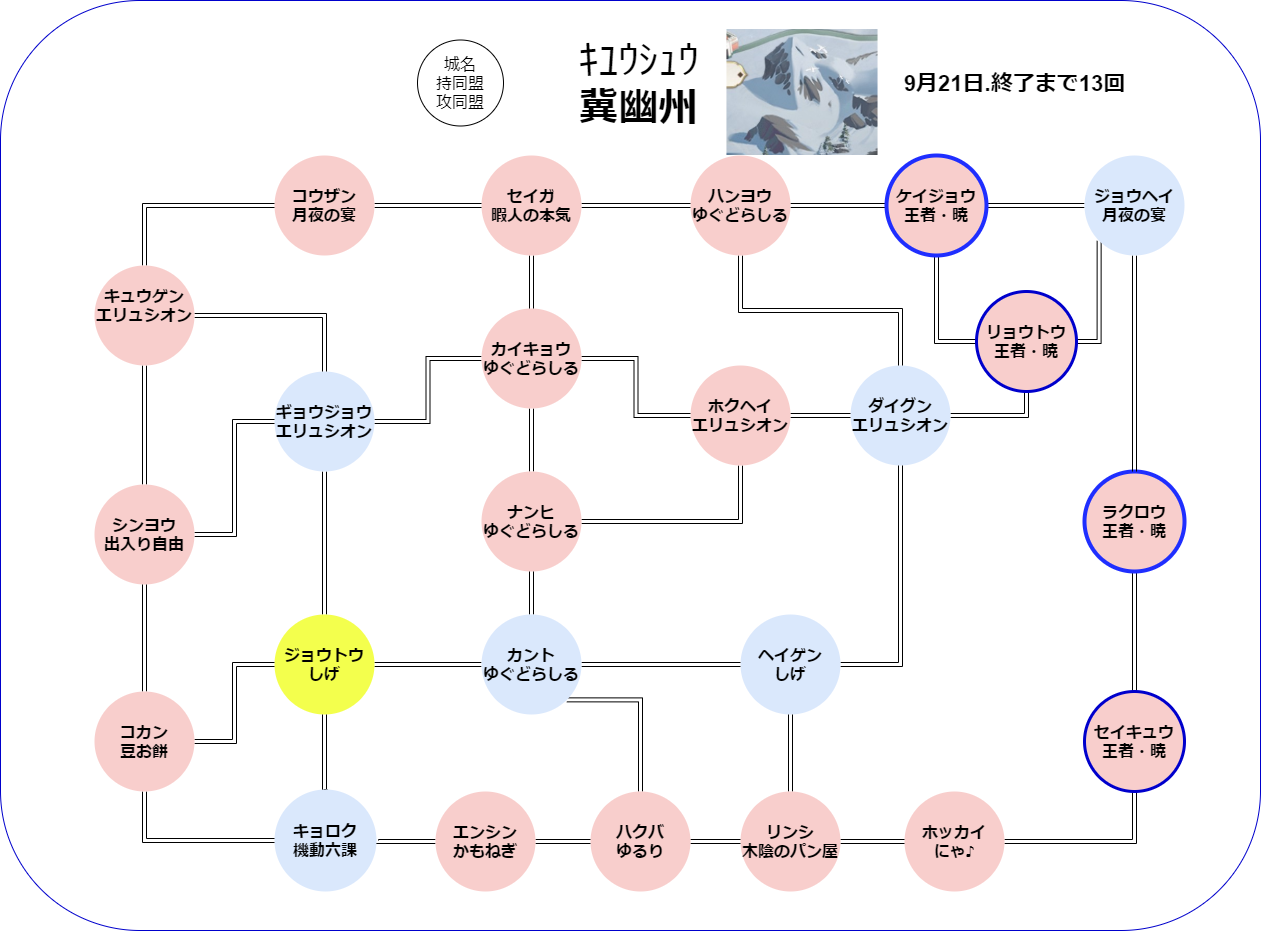 城名
持同盟
攻同盟
ｷﾕｳｼｭｳ
冀幽州
9月21日.終了まで13回
コウザン
月夜の宴
セイガ
暇人の本気
ハンヨウ
ゆぐどらしる
ケイジョウ
王者・暁
ジョウヘイ
月夜の宴
キュウゲン
エリュシオン
リョウトウ
王者・暁
カイキョウ
ゆぐどらしる
ギョウジョウ
エリュシオン
ホクヘイ
エリュシオン
ダイグン
エリュシオン
シンヨウ
出入り自由
ナンヒ
ゆぐどらしる
ラクロウ
王者・暁
ジョウトウ
しげ
カント
ゆぐどらしる
ヘイゲン
しげ
コカン
豆お餅
セイキュウ
王者・暁
キョロク
機動六課
エンシン
かもねぎ
ハクバ
ゆるり
リンシ
木陰のパン屋
ホッカイ
にゃ♪